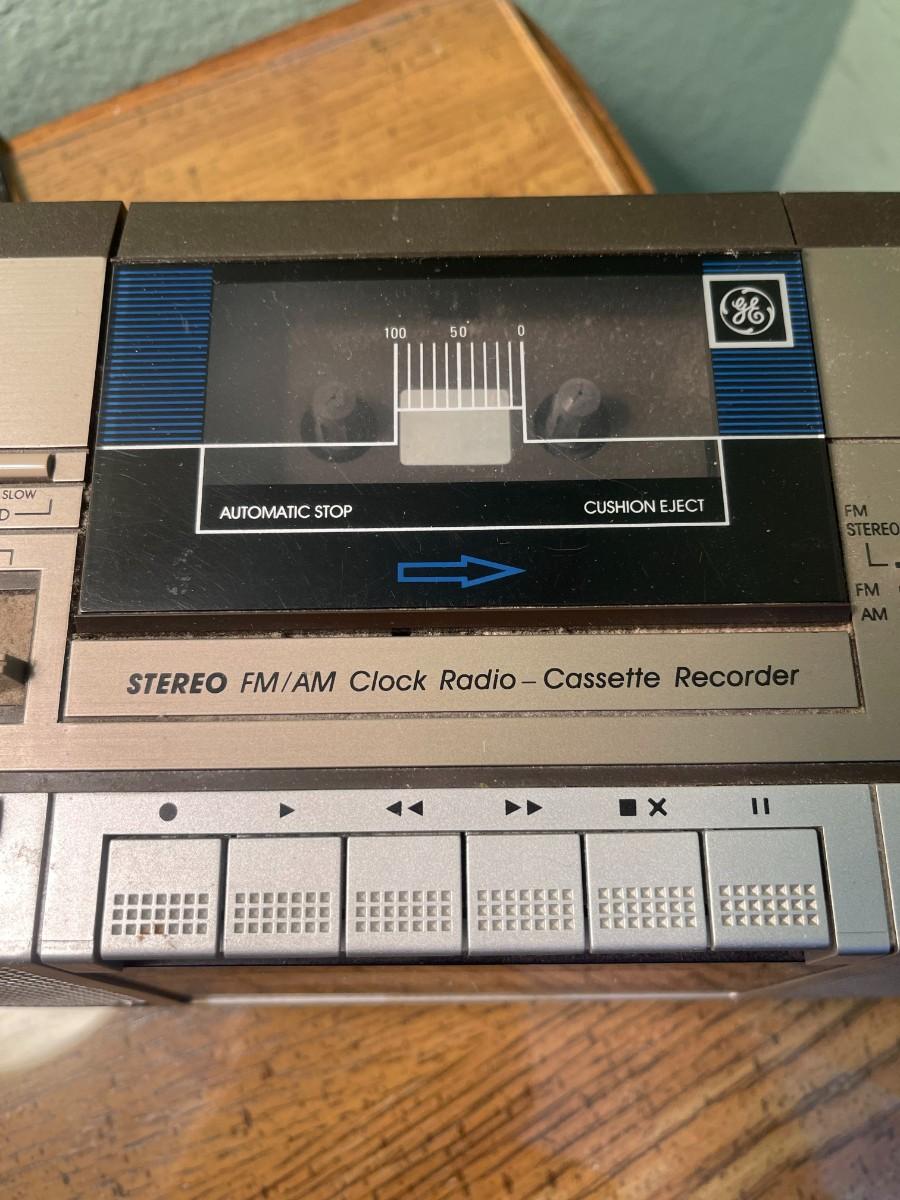 100 50 0
GE
SLOW
D
AUTOMATIC STOP
CUSHION EJECT
FM
STEREO
FM
AM
STEREO FM/AM Clock Radio – Cassette Recorder